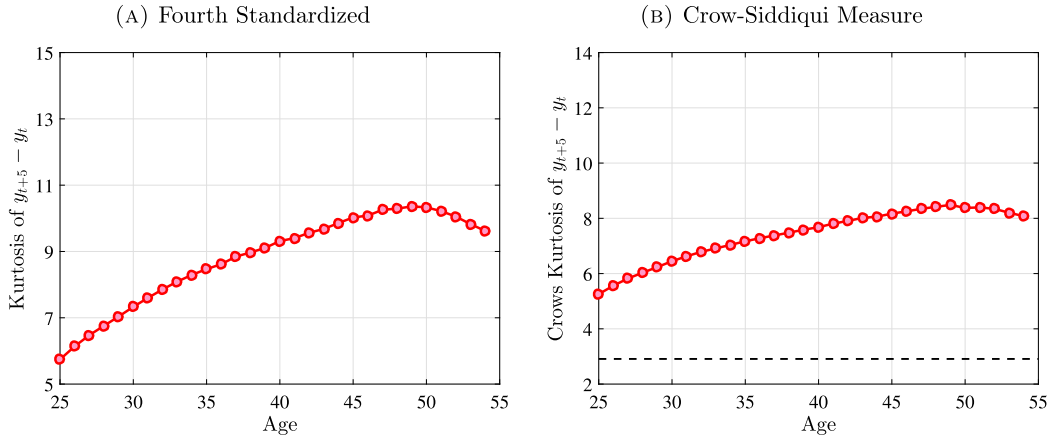 (A) Fourth Standardized
Kurtosis of y_{t+5} − y_t
15
13
11
9
7
5
25 30 35 40 45 50 55
Age
(B) Crow-Siddiqui Measure
Crows Kurtosis of y_{t+5} − y_t
14
12
10
8
6
4
2
25 30 35 40 45 50 55
Age